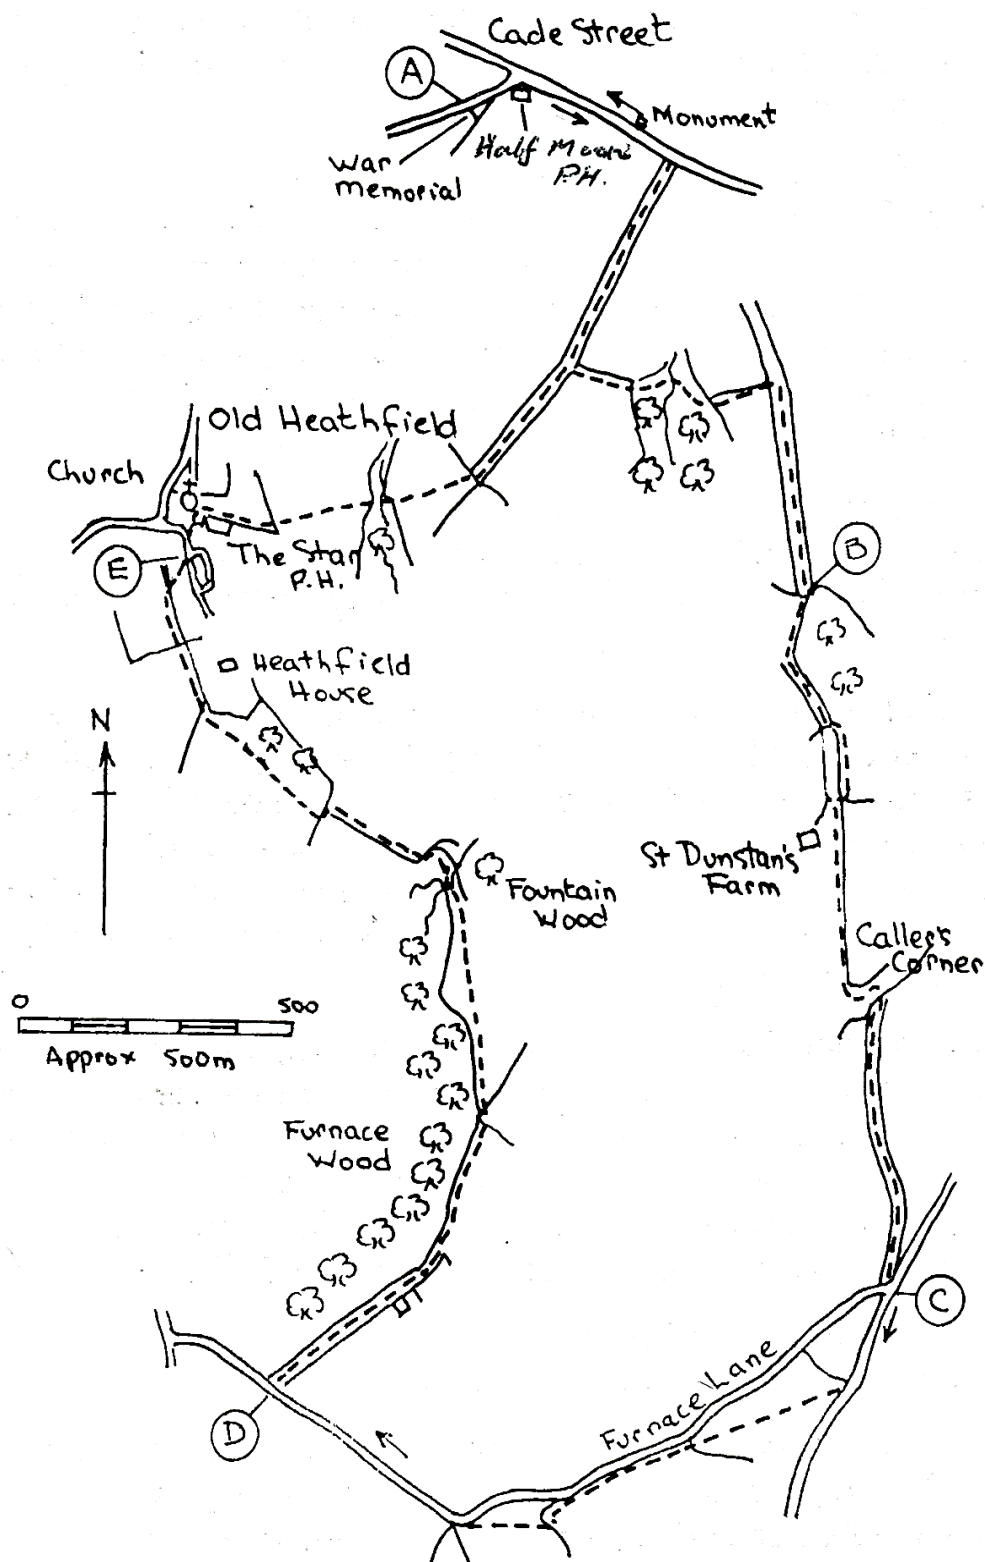 Cade Street
A
Monument
War
memorial
Half Moon
P.H.
Old Heathfield
Church
The Star
P.H.
E
B
Heathfield
House
N
St Dunstan's
Farm
Fountain
Wood
Caller's
Corner
0 500
Approx 500m
Furnace
Wood
C
Furnace Lane
D